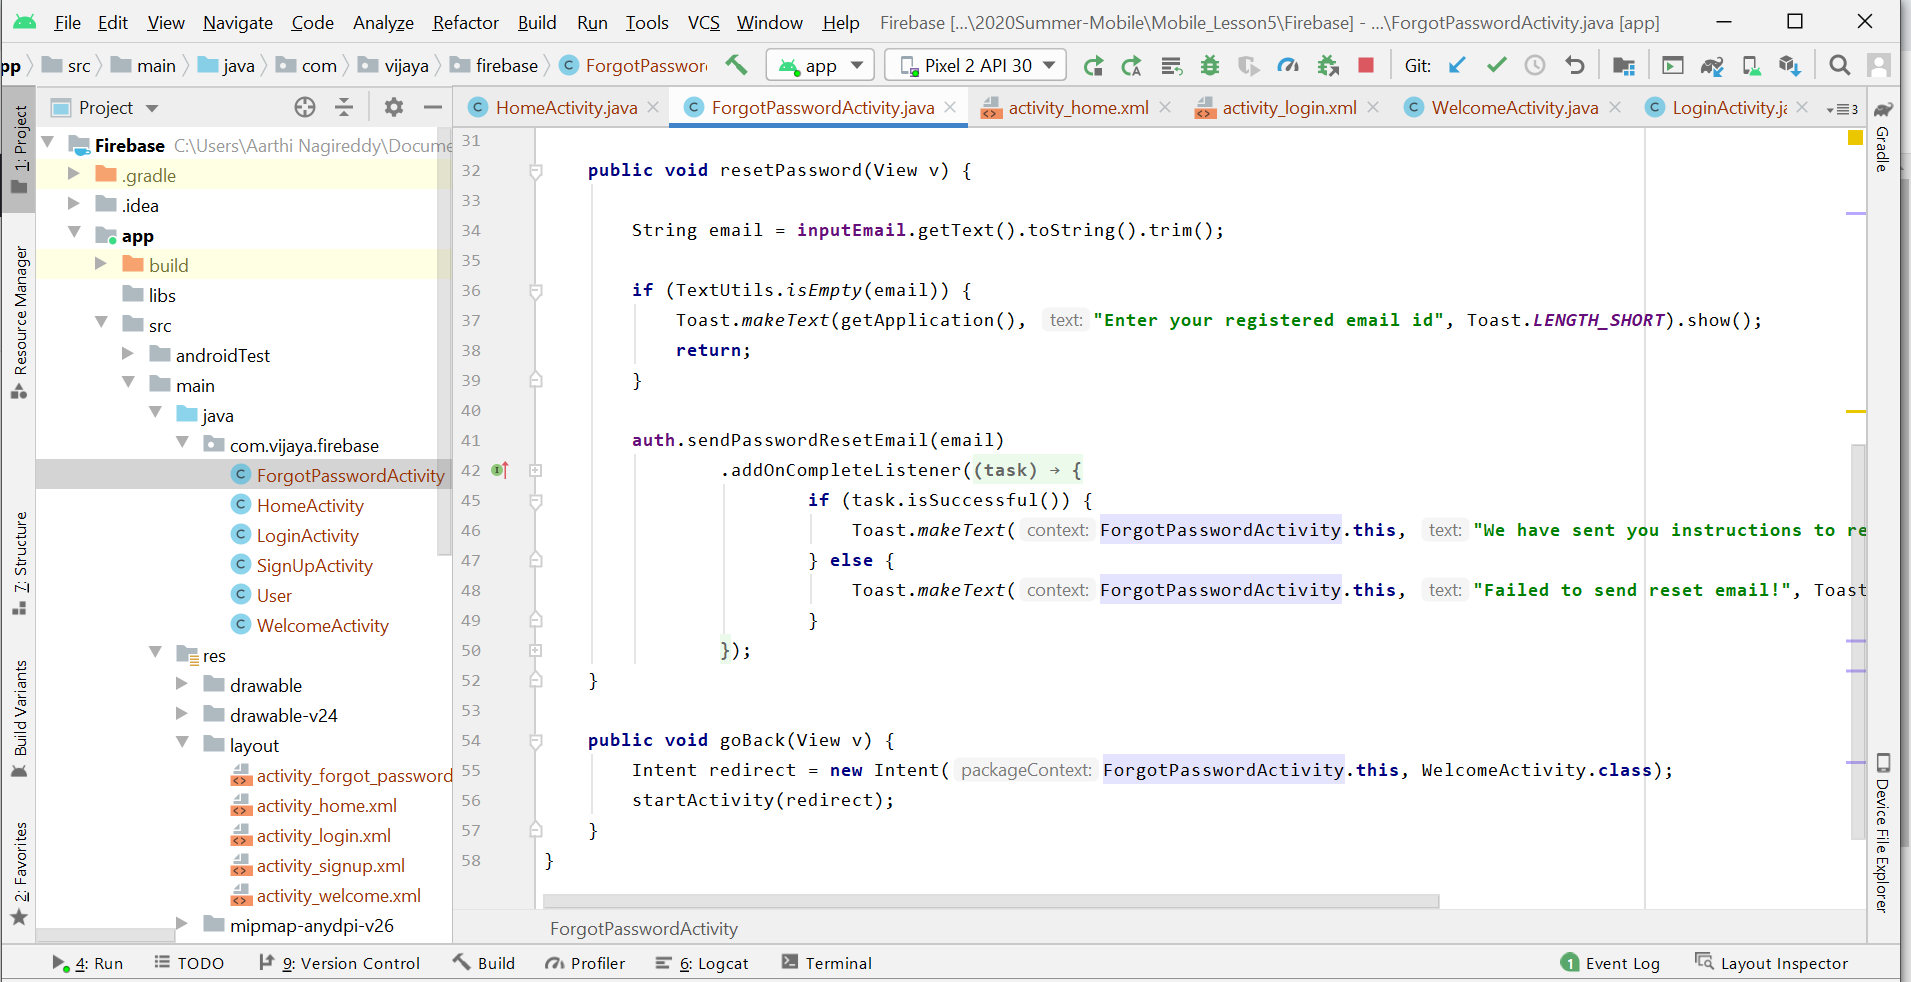 File Edit View Navigate Code Analyze Refactor Build Run Tools VCS Window Help Firebase [...\2020Summer-Mobile\Mobile_Lesson5\Firebase] - ...\ForgotPasswordActivity.java [app]
pp src main java com vijaya firebase ForgotPasswor app Pixel 2 API 30 Git:
Project
HomeActivity.java ForgotPasswordActivity.java activity_home.xml activity_login.xml WelcomeActivity.java LoginActivity.ja 3
1: Project
Resource Manager
7: Structure
Build Variants
2: Favorites
Firebase C:\Users\Aarthi Nagireddy\Docume
.gradle
.idea
app
build
libs
src
androidTest
main
java
com.vijaya.firebase
ForgotPasswordActivity
HomeActivity
LoginActivity
SignUpActivity
User
WelcomeActivity
res
drawable
drawable-v24
layout
activity_forgot_password
activity_home.xml
activity_login.xml
activity_signup.xml
activity_welcome.xml
mipmap-anydpi-v26
31
32 public void resetPassword(View v) {
33
34 String email = inputEmail.getText().toString().trim();
35
36 if (TextUtils.isEmpty(email)) {
37 Toast.makeText(getApplication(), text: "Enter your registered email id", Toast.LENGTH_SHORT).show();
38 return;
39 }
40
41 auth.sendPasswordResetEmail(email)
42 .addOnCompleteListener((task) → {
45 if (task.isSuccessful()) {
46 Toast.makeText( context: ForgotPasswordActivity.this, text: "We have sent you instructions to re
47 } else {
48 Toast.makeText( context: ForgotPasswordActivity.this, text: "Failed to send reset email!", Toast
49 }
50 });
52 }
53
54 public void goBack(View v) {
55 Intent redirect = new Intent( packageContext: ForgotPasswordActivity.this, WelcomeActivity.class);
56 startActivity(redirect);
57 }
58 }
ForgotPasswordActivity
Gradle
Device File Explorer
4: Run TODO 9: Version Control Build Profiler 6: Logcat Terminal 1 Event Log Layout Inspector